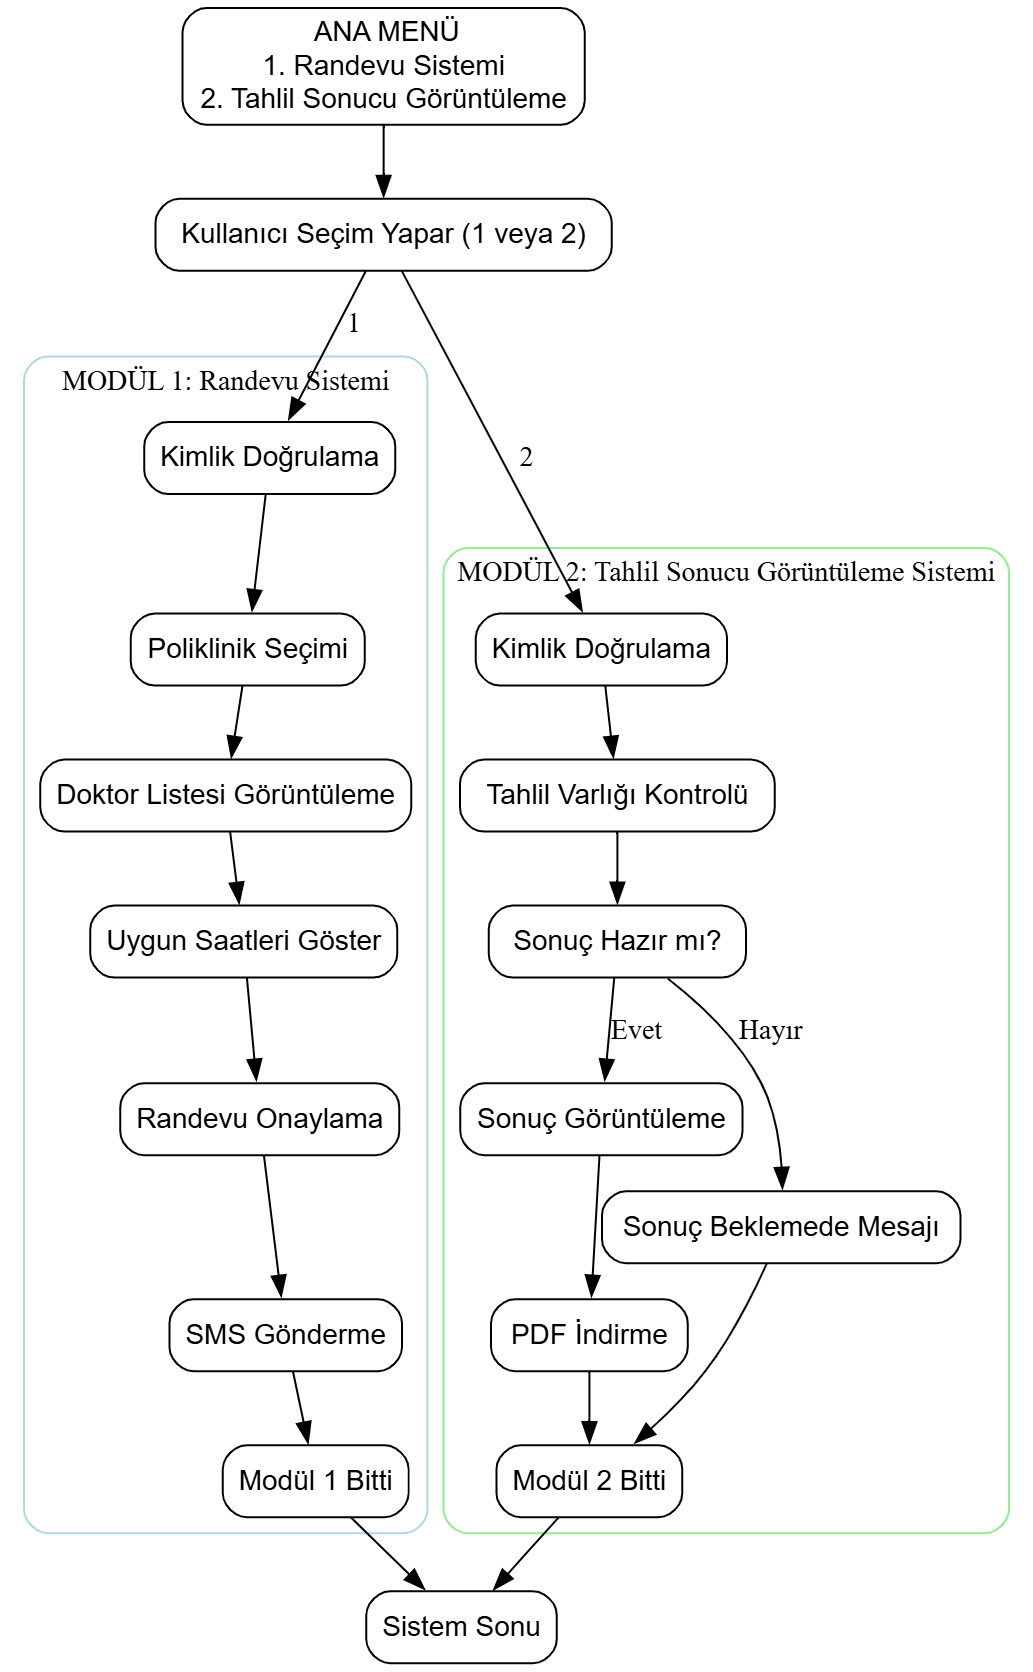 ANA MENÜ
1. Randevu Sistemi
2. Tahlil Sonucu Görüntüleme
Kullanıcı Seçim Yapar (1 veya 2)
1
2
MODÜL 1: Randevu Sistemi
Kimlik Doğrulama
Poliklinik Seçimi
Doktor Listesi Görüntüleme
Uygun Saatleri Göster
Randevu Onaylama
SMS Gönderme
Modül 1 Bitti
MODÜL 2: Tahlil Sonucu Görüntüleme Sistemi
Kimlik Doğrulama
Tahlil Varlığı Kontrolü
Sonuç Hazır mı?
Evet
Hayır
Sonuç Görüntüleme
Sonuç Beklemede Mesajı
PDF İndirme
Modül 2 Bitti
Sistem Sonu